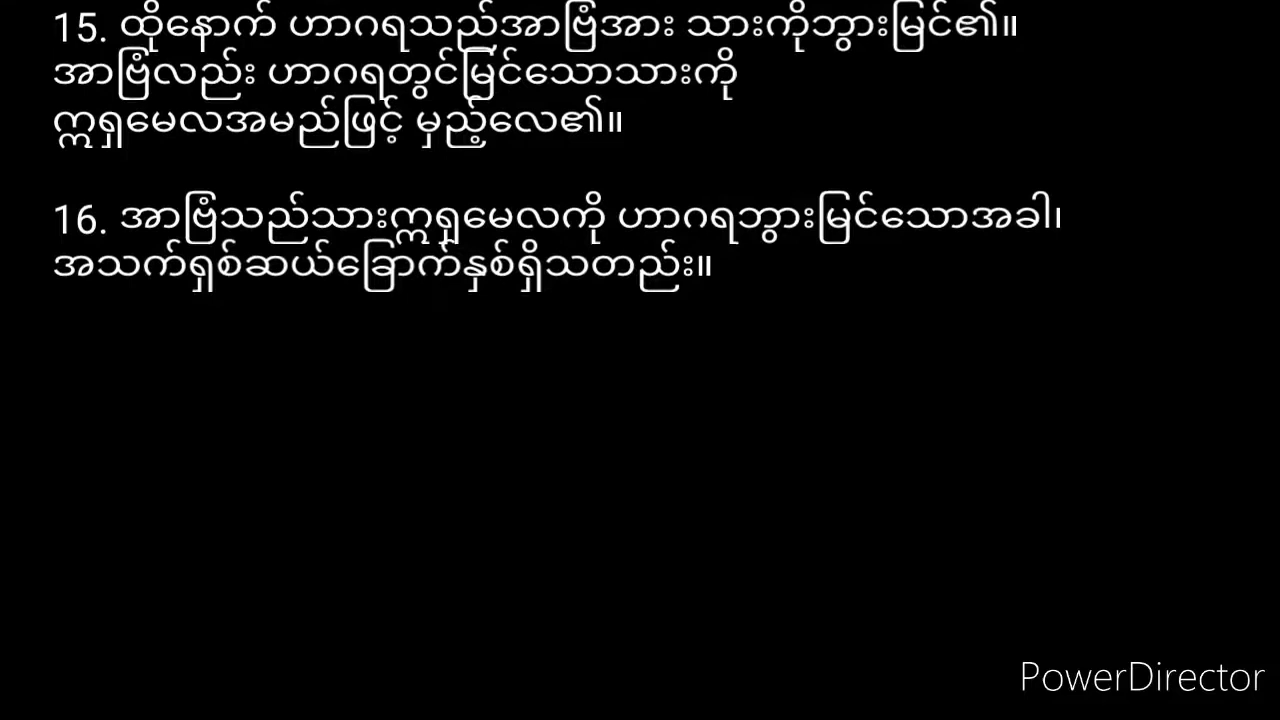 15. ထိုနောက် ဟာဂရသည်အာဗြံအား သားကိုဘွားမြင်၏။
အာဗြံလည်း ဟာဂရတွင်မြင်သောသားကို
ဣရှမေလအမည်ဖြင့် မှည့်လေ၏။
16. အာဗြံသည်သားဣရှမေလကို ဟာဂရဘွားမြင်သောအခါ၊
အသက်ရှစ်ဆယ်ခြောက်နှစ်ရှိသတည်း။
PowerDirector